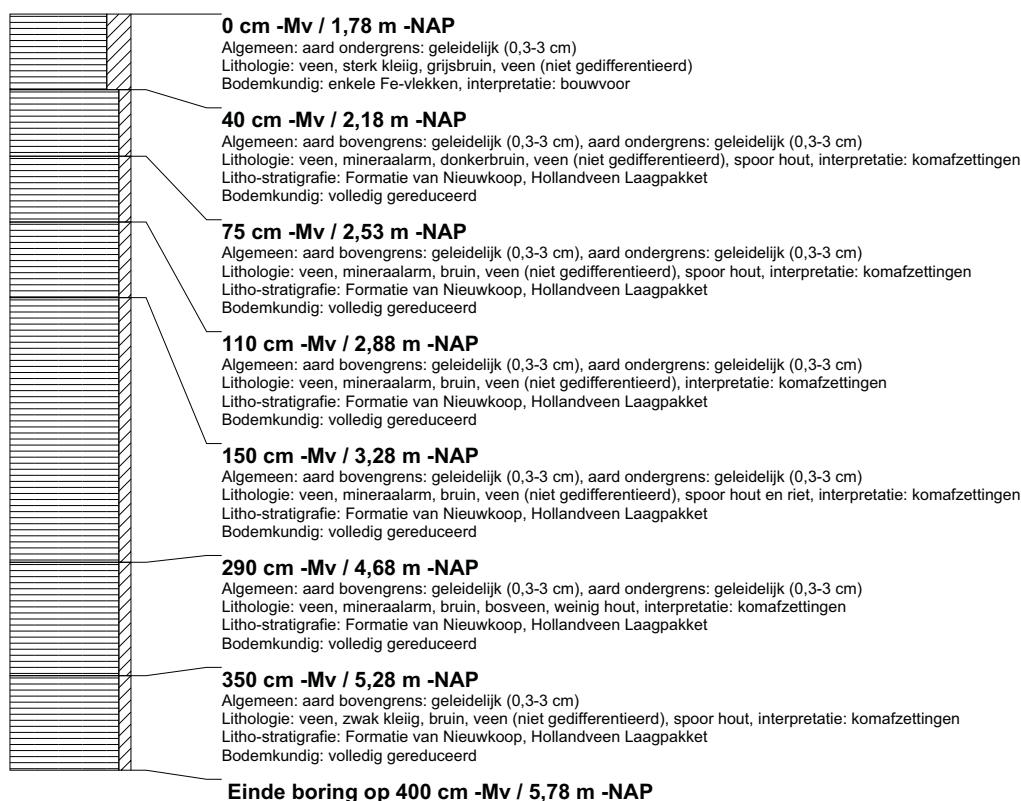 0 cm -Mv / 1,78 m -NAP
Algemeen: aard ondergrens: geleidelijk (0,3-3 cm)
Lithologie: veen, sterk kleiig, grijsbruin, veen (niet gedifferentieerd)
Bodemkundig: enkele Fe-vlekken, interpretatie: bouwvoor
40 cm -Mv / 2,18 m -NAP
Algemeen: aard bovengrens: geleidelijk (0,3-3 cm), aard ondergrens: geleidelijk (0,3-3 cm)
Lithologie: veen, mineraalarm, donkerbruin, veen (niet gedifferentieerd), spoor hout, interpretatie: komafzettingen
Litho-stratigrafie: Formatie van Nieuwkoop, Hollandveen Laagpakket
Bodemkundig: volledig gereduceerd
75 cm -Mv / 2,53 m -NAP
Algemeen: aard bovengrens: geleidelijk (0,3-3 cm), aard ondergrens: geleidelijk (0,3-3 cm)
Lithologie: veen, mineraalarm, bruin, veen (niet gedifferentieerd), spoor hout, interpretatie: komafzettingen
Litho-stratigrafie: Formatie van Nieuwkoop, Hollandveen Laagpakket
Bodemkundig: volledig gereduceerd
110 cm -Mv / 2,88 m -NAP
Algemeen: aard bovengrens: geleidelijk (0,3-3 cm), aard ondergrens: geleidelijk (0,3-3 cm)
Lithologie: veen, mineraalarm, bruin, veen (niet gedifferentieerd), interpretatie: komafzettingen
Litho-stratigrafie: Formatie van Nieuwkoop, Hollandveen Laagpakket
Bodemkundig: volledig gereduceerd
150 cm -Mv / 3,28 m -NAP
Algemeen: aard bovengrens: geleidelijk (0,3-3 cm), aard ondergrens: geleidelijk (0,3-3 cm)
Lithologie: veen, mineraalarm, bruin, veen (niet gedifferentieerd), spoor hout en riet, interpretatie: komafzettingen
Litho-stratigrafie: Formatie van Nieuwkoop, Hollandveen Laagpakket
Bodemkundig: volledig gereduceerd
290 cm -Mv / 4,68 m -NAP
Algemeen: aard bovengrens: geleidelijk (0,3-3 cm), aard ondergrens: geleidelijk (0,3-3 cm)
Lithologie: veen, mineraalarm, bruin, bosveen, weinig hout, interpretatie: komafzettingen
Litho-stratigrafie: Formatie van Nieuwkoop, Hollandveen Laagpakket
Bodemkundig: volledig gereduceerd
350 cm -Mv / 5,28 m -NAP
Algemeen: aard bovengrens: geleidelijk (0,3-3 cm)
Lithologie: veen, zwak kleiig, bruin, veen (niet gedifferentieerd), spoor hout, interpretatie: komafzettingen
Litho-stratigrafie: Formatie van Nieuwkoop, Hollandveen Laagpakket
Bodemkundig: volledig gereduceerd
Einde boring op 400 cm -Mv / 5,78 m -NAP